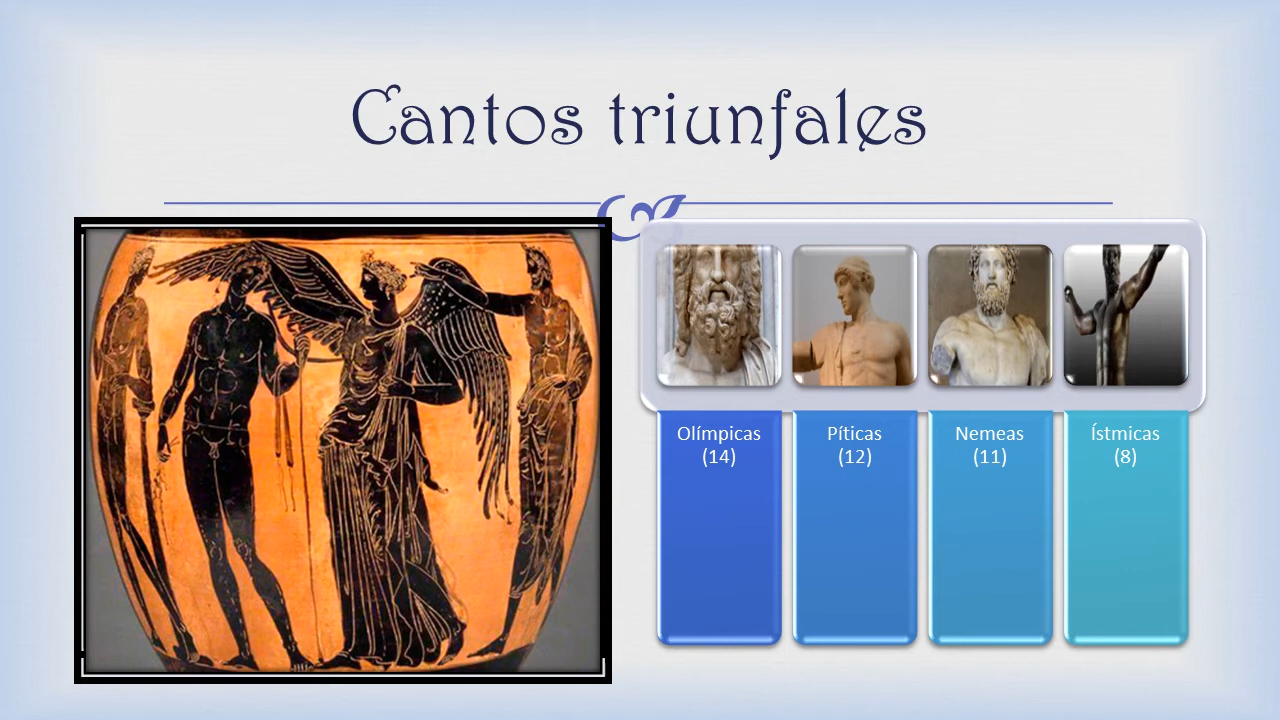 Cantos triunfales
Olímpicas
(14)
Píticas
(12)
Nemeas
(11)
Ístmicas
(8)